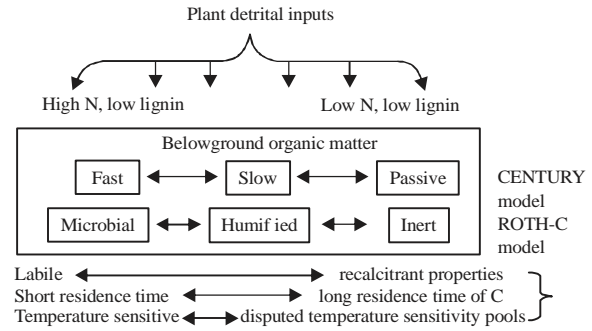 Plant detrital inputs
High N, low lignin Low N, low lignin
Belowground organic matter
Fast Slow Passive CENTURY
model
Microbial Humif ied Inert ROTH-C
model
Labile recalcitrant properties
Short residence time long residence time of C
Temperature sensitive disputed temperature sensitivity pools